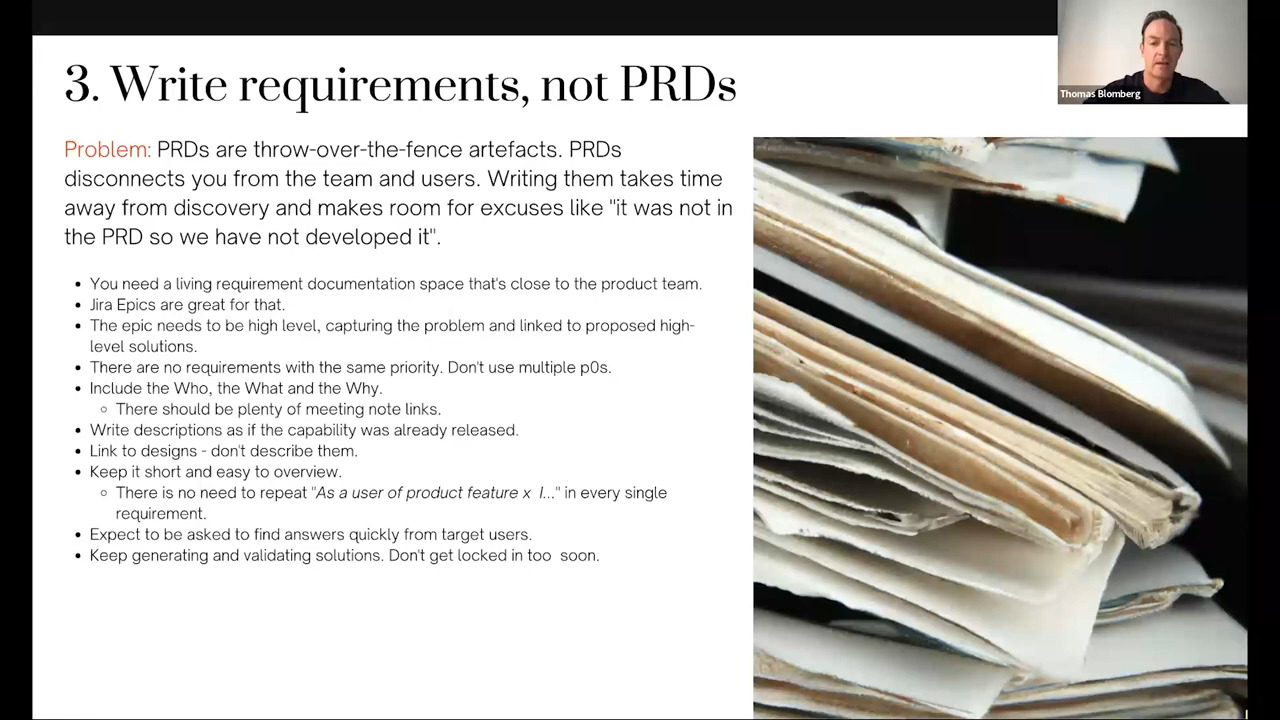 3. Write requirements, not PRDs
Thomas Blomberg
Problem: PRDs are throw-over-the-fence artefacts. PRDs
disconnects you from the team and users. Writing them takes time
away from discovery and makes room for excuses like "it was not in
the PRD so we have not developed it".
• You need a living requirement documentation space that's close to the product team.
• Jira Epics are great for that.
• The epic needs to be high level, capturing the problem and linked to proposed high-
level solutions.
• There are no requirements with the same priority. Don't use multiple p0s.
• Include the Who, the What and the Why.
◦ There should be plenty of meeting note links.
• Write descriptions as if the capability was already released.
• Link to designs - don't describe them.
• Keep it short and easy to overview.
◦ There is no need to repeat "As a user of product feature x I..." in every single
requirement.
• Expect to be asked to find answers quickly from target users.
• Keep generating and validating solutions. Don't get locked in too soon.